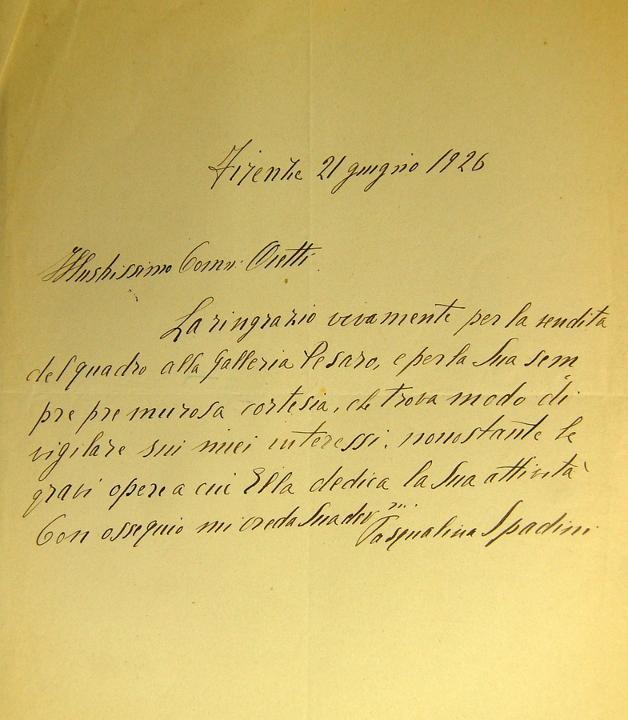 Firenze 21 giugno 1926
Illustrissimo Comm: Ojetti
La ringrazio vivamente per la vendita
del quadro alla Galleria Pesaro, e per la Sua sem
pre premurosa cortesia, che trova modo di
vigilare sui miei interessi, nonostante le
gravi opere a cui Ella dedica la Sua attività
Con ossequio mi creda Sua dev.ma
Pasqualina Spadini